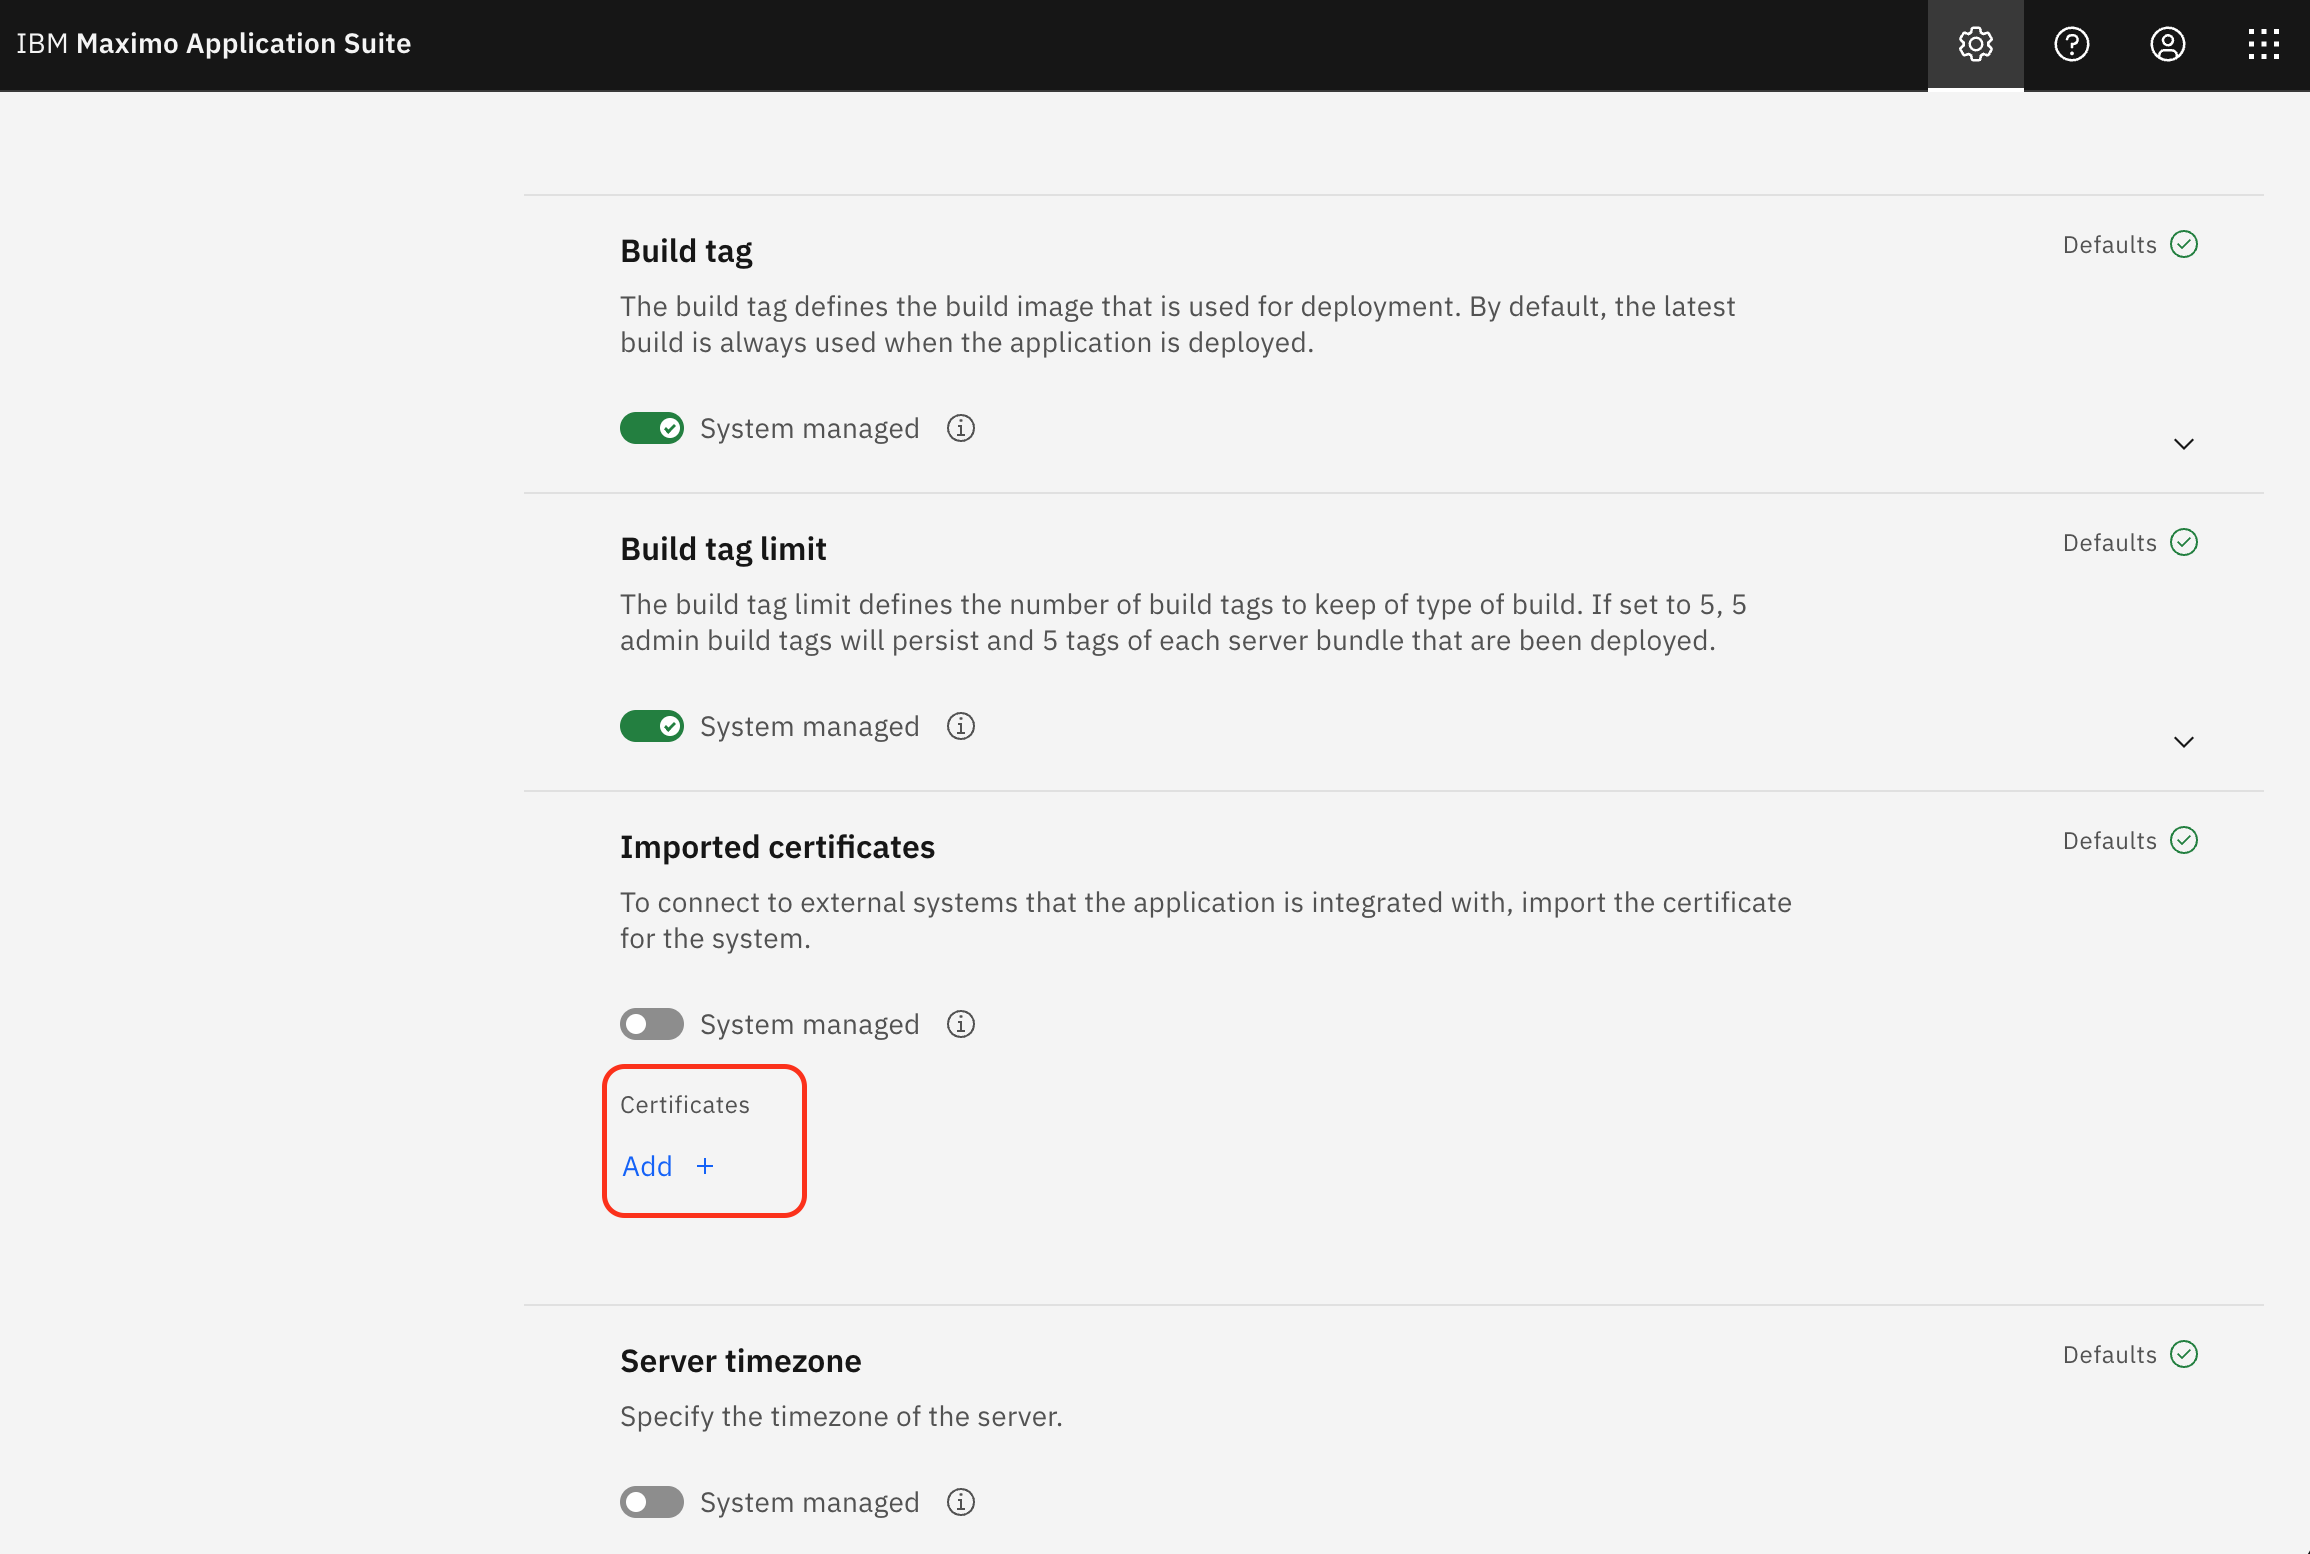 IBM Maximo Application Suite
Build tag
Defaults
The build tag defines the build image that is used for deployment. By default, the latest
build is always used when the application is deployed.
System managed
Build tag limit
Defaults
The build tag limit defines the number of build tags to keep of type of build. If set to 5, 5
admin build tags will persist and 5 tags of each server bundle that are been deployed.
System managed
Imported certificates
Defaults
To connect to external systems that the application is integrated with, import the certificate
for the system.
System managed
Certificates
Add +
Server timezone
Defaults
Specify the timezone of the server.
System managed